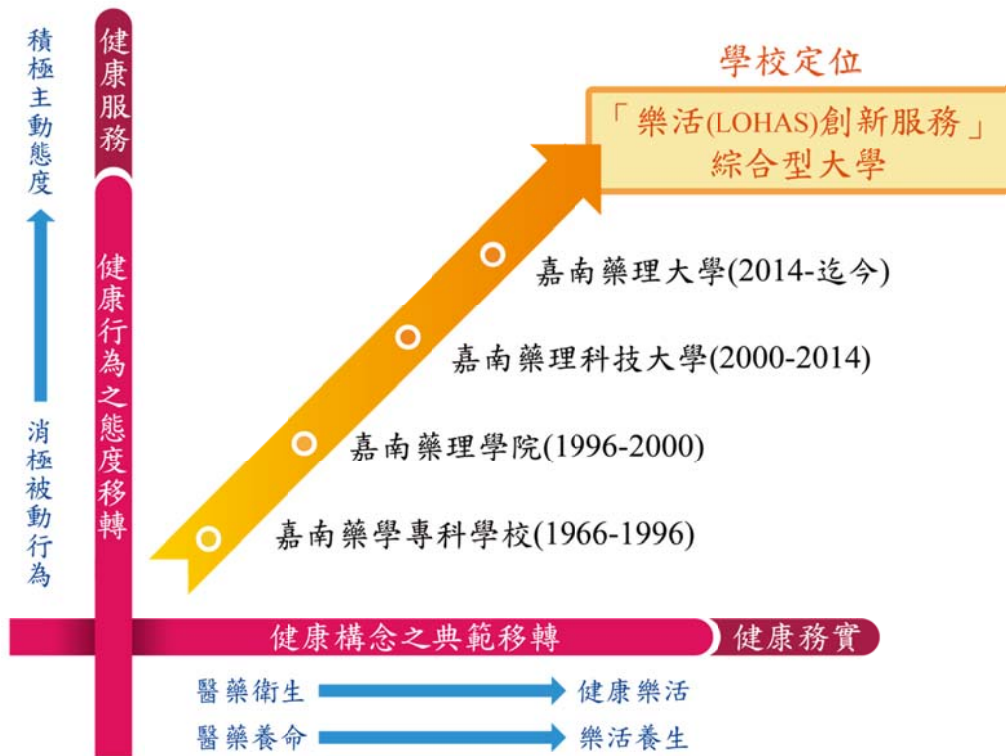 積極主動態度
消極被動行為
健康服務
健康行為之態度移轉
學校定位
「樂活(LOHAS)創新服務」
綜合型大學
嘉南藥理大學(2014-迄今)
嘉南藥理科技大學(2000-2014)
嘉南藥理學院(1996-2000)
嘉南藥學專科學校(1966-1996)
健康構念之典範移轉
健康務實
醫藥衛生
健康樂活
醫藥養命
樂活養生